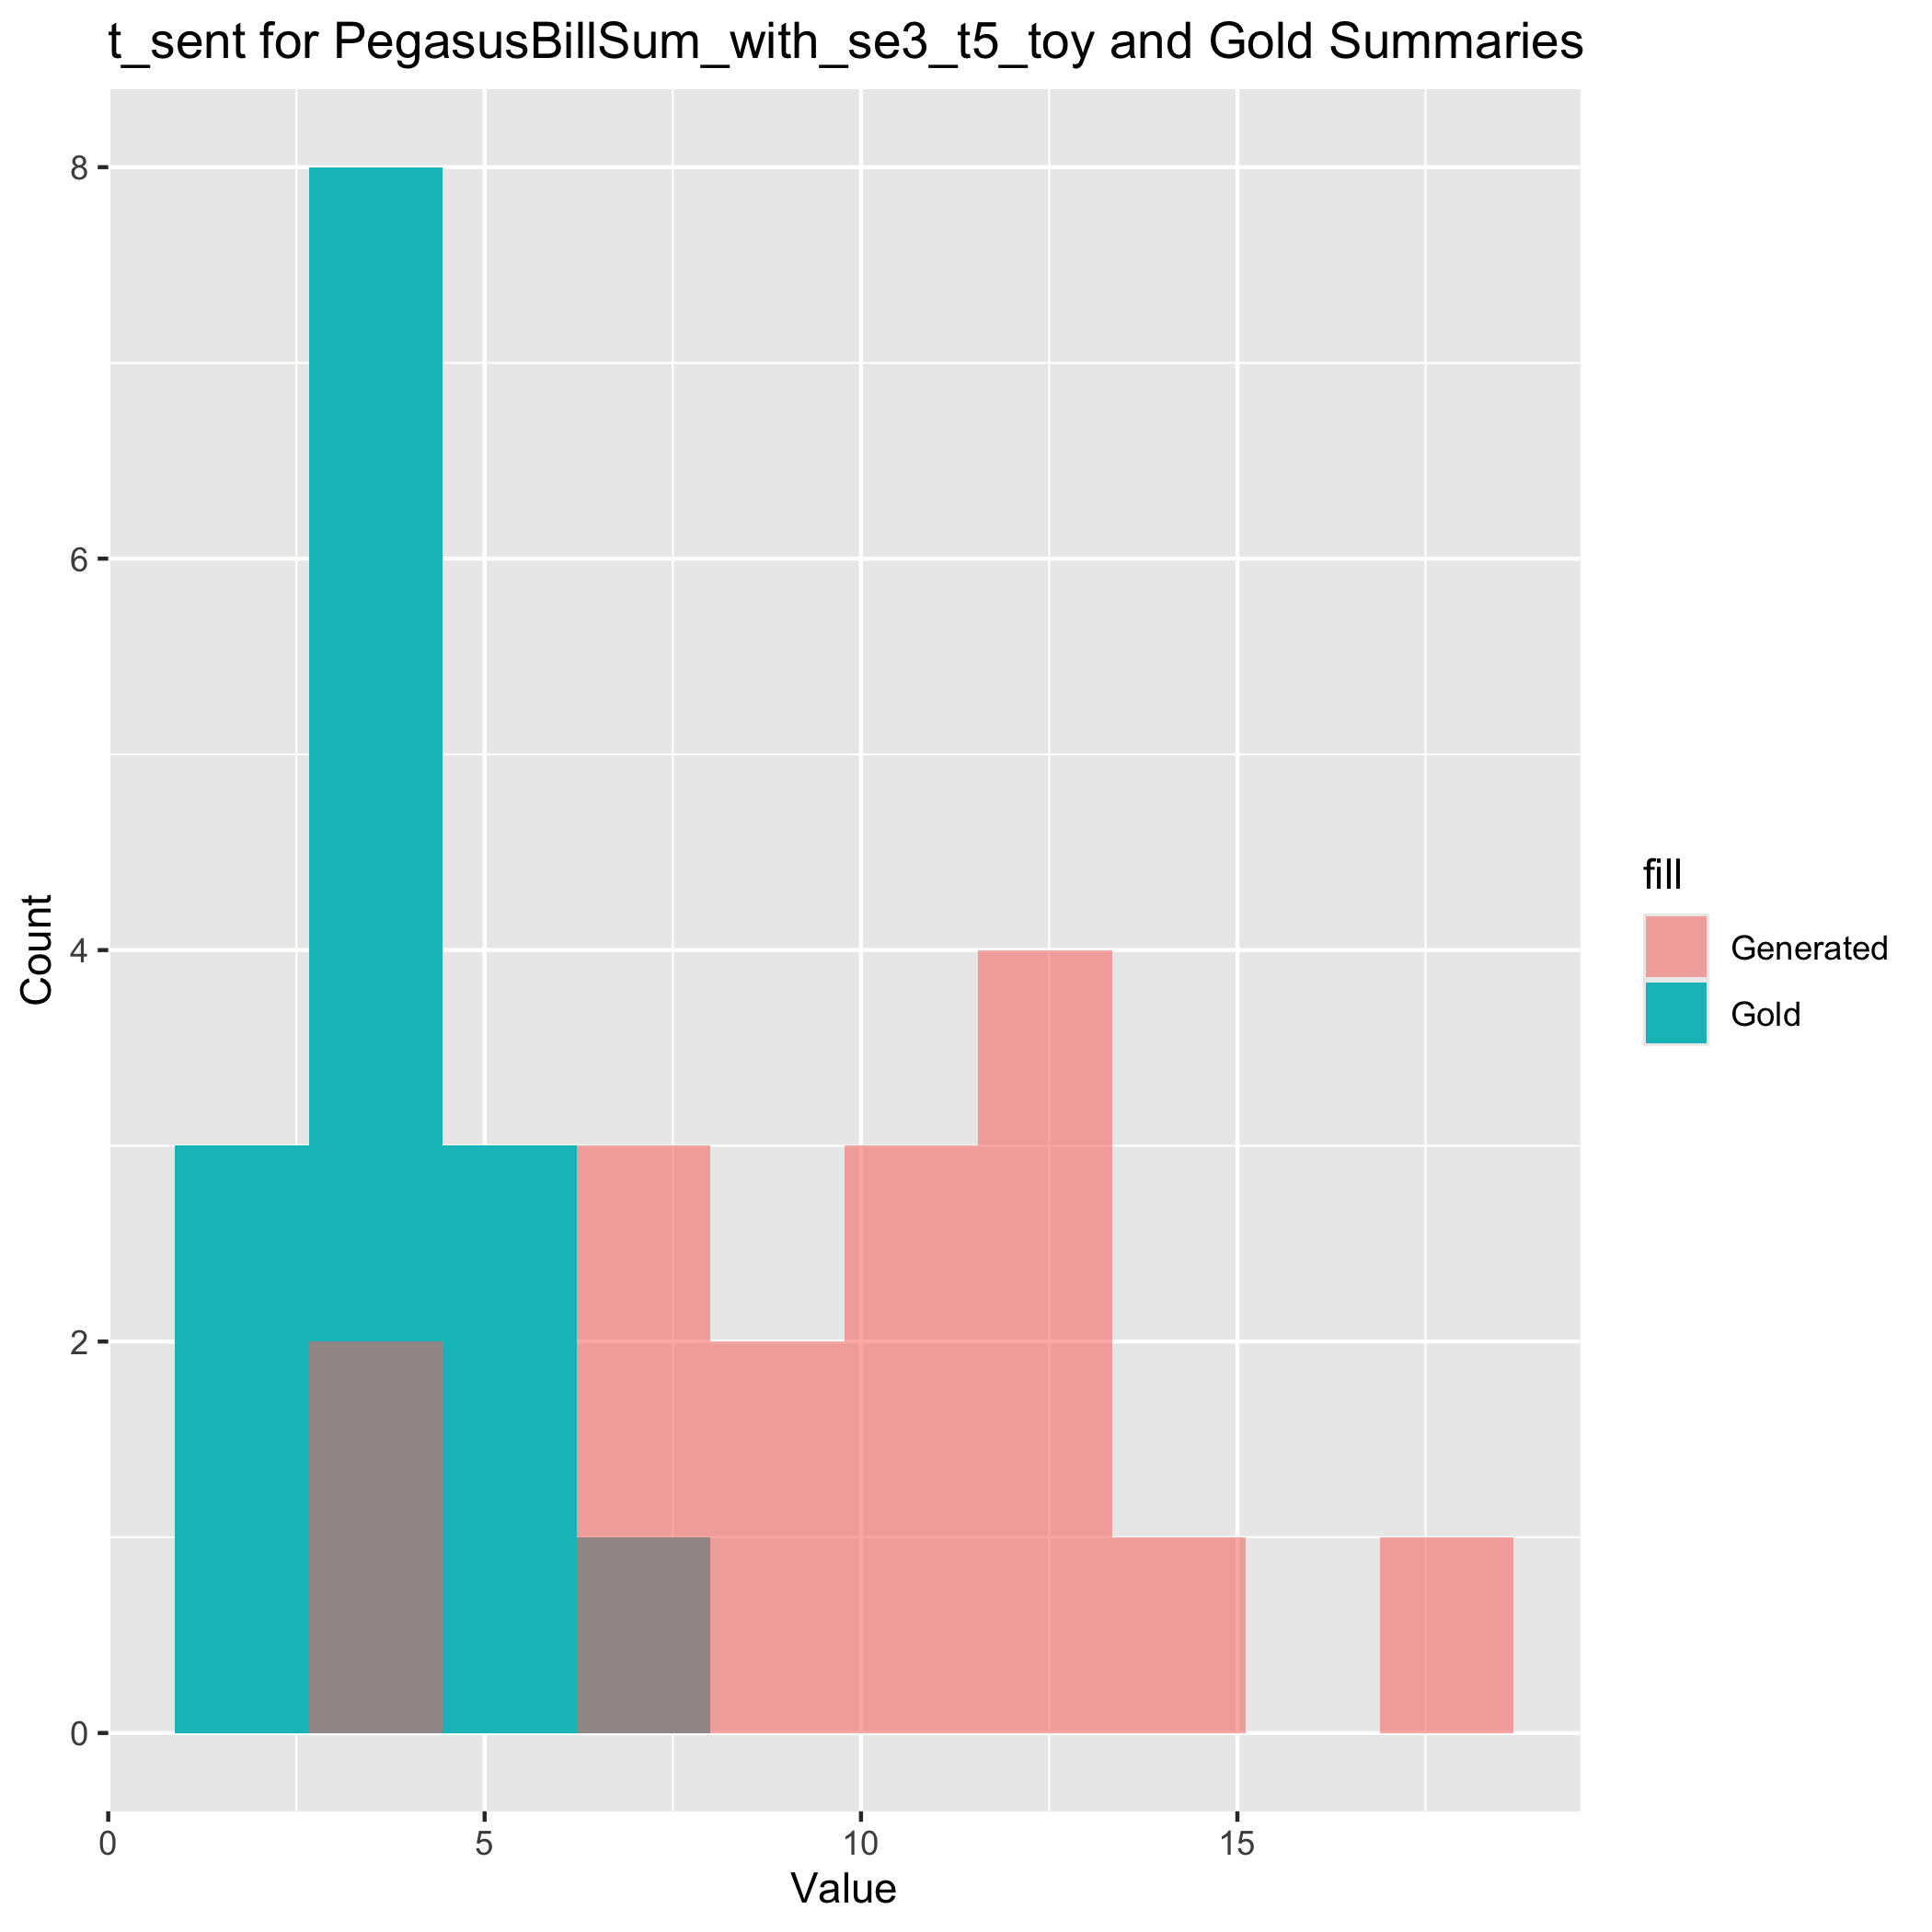 t_sent for PegasusBillSum_with_se3_t5_toy and Gold Summaries
8
6
4
2
0
Count
0 5 10 15
Value
fill
Generated
Gold